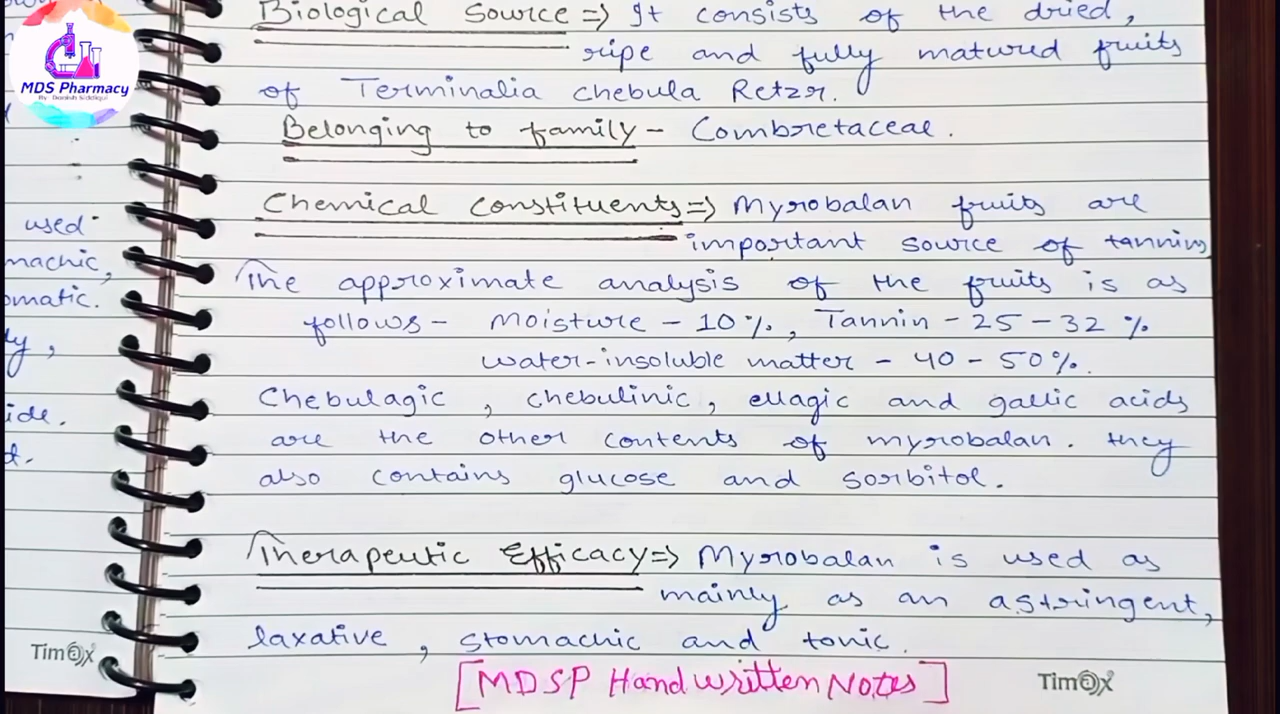 MDS Pharmacy
By Danish Siddiqui
Biological Source => It consists of the dried,
ripe and fully matured fruits
of Terminalia chebula Retzr.
Belonging to family - Combretaceae.
Chemical constituents => Myrobalan fruits are
important source of tannins
The approximate analysis of the fruits is as
follows - Moisture - 10%, Tannin - 25 - 32 %
water-insoluble matter - 40 - 50%.
Chebulagic, chebulinic, ellagic and gallic acids
are the other contents of myrobalan. they
also contains glucose and sorbitol.
Therapeutic Efficacy => Myrobalan is used as
mainly as an astringent,
laxative, stomachic and tonic.
[MDSP Handwritten Notes]
used
machic,
omatic.
ly,
ide.
t.
Timex
Timex